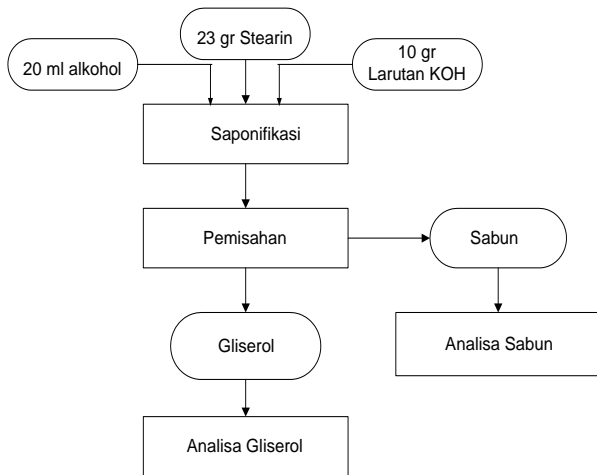 23 gr Stearin
20 ml alkohol
10 gr
Larutan KOH
Saponifikasi
Pemisahan
Sabun
Gliserol
Analisa Sabun
Analisa Gliserol